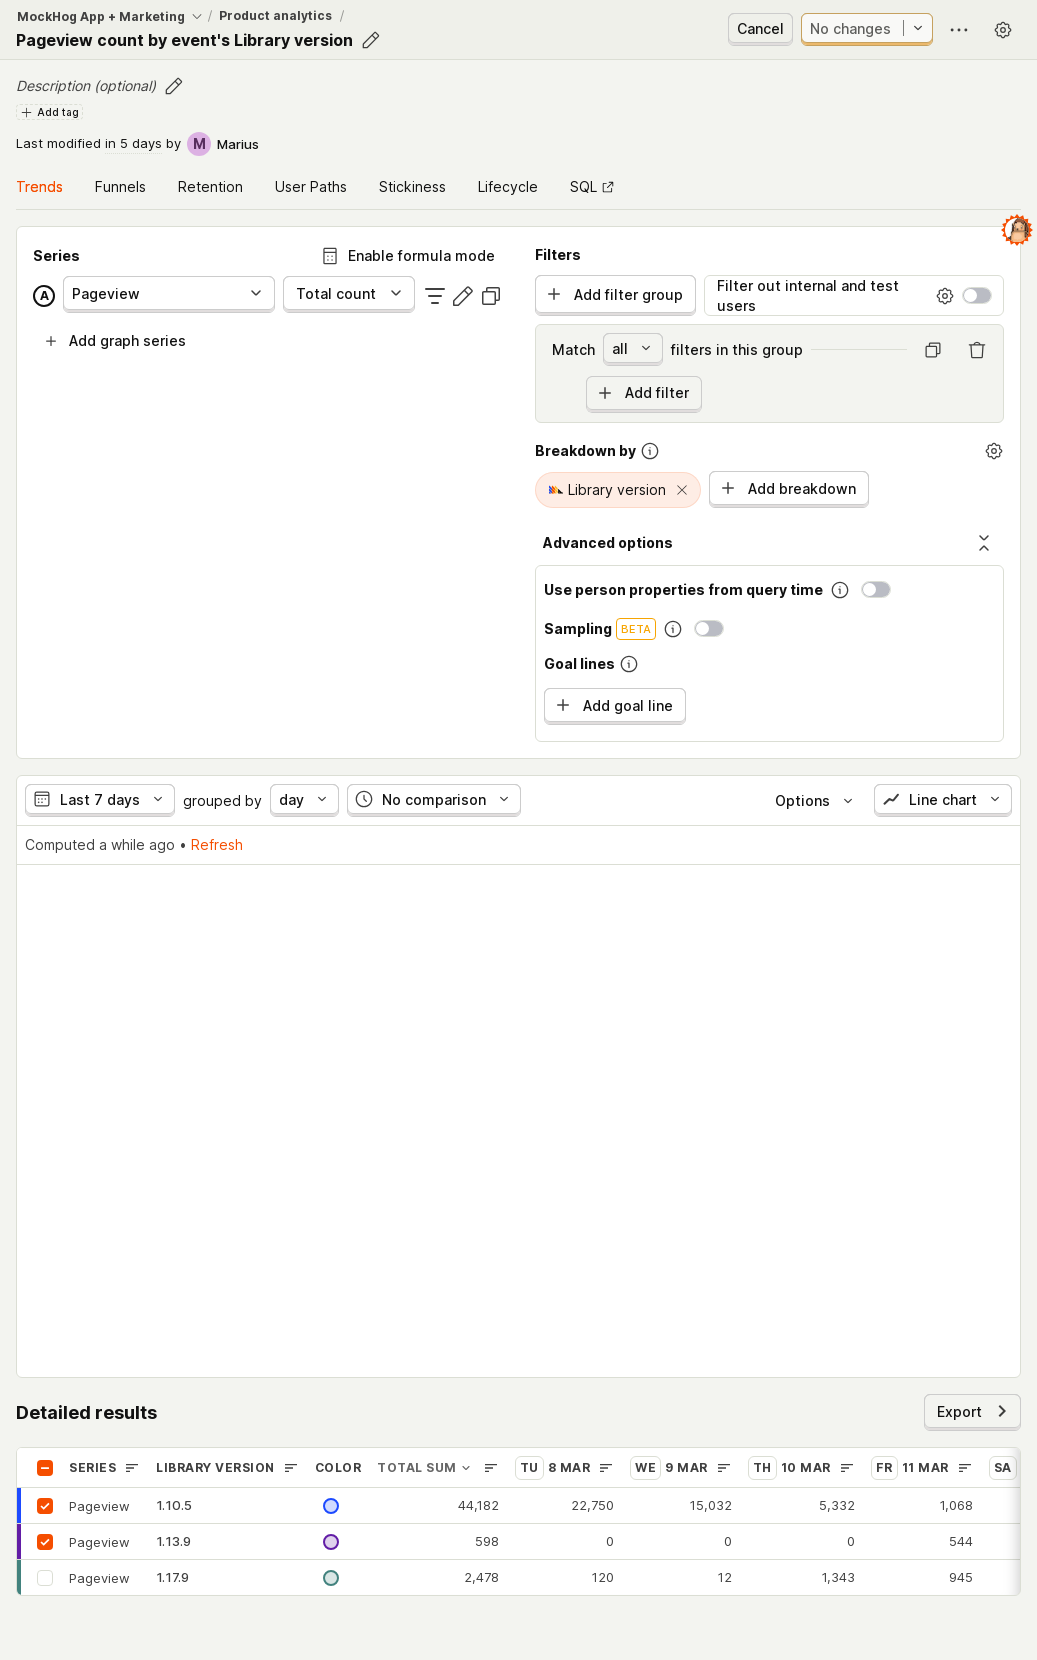 MockHog App + Marketing / Product analytics /
Pageview count by event's Library version
Cancel
No changes
Description (optional)
Add tag
Last modified in 5 days by M Marius
Trends Funnels Retention User Paths Stickiness Lifecycle SQL
Series
Enable formula mode
A Pageview Total count
Add graph series
Filters
Add filter group
Filter out internal and test
users
Match all filters in this group
Add filter
Breakdown by
Library version
Add breakdown
Advanced options
Use person properties from query time
Sampling BETA
Goal lines
Add goal line
Last 7 days grouped by day No comparison Options Line chart
Computed a while ago • Refresh
Detailed results
Export
SERIES LIBRARY VERSION COLOR TOTAL SUM TU 8 MAR WE 9 MAR TH 10 MAR FR 11 MAR SA
Pageview 1.10.5 44,182 22,750 15,032 5,332 1,068
Pageview 1.13.9 598 0 0 0 544
Pageview 1.17.9 2,478 120 12 1,343 945